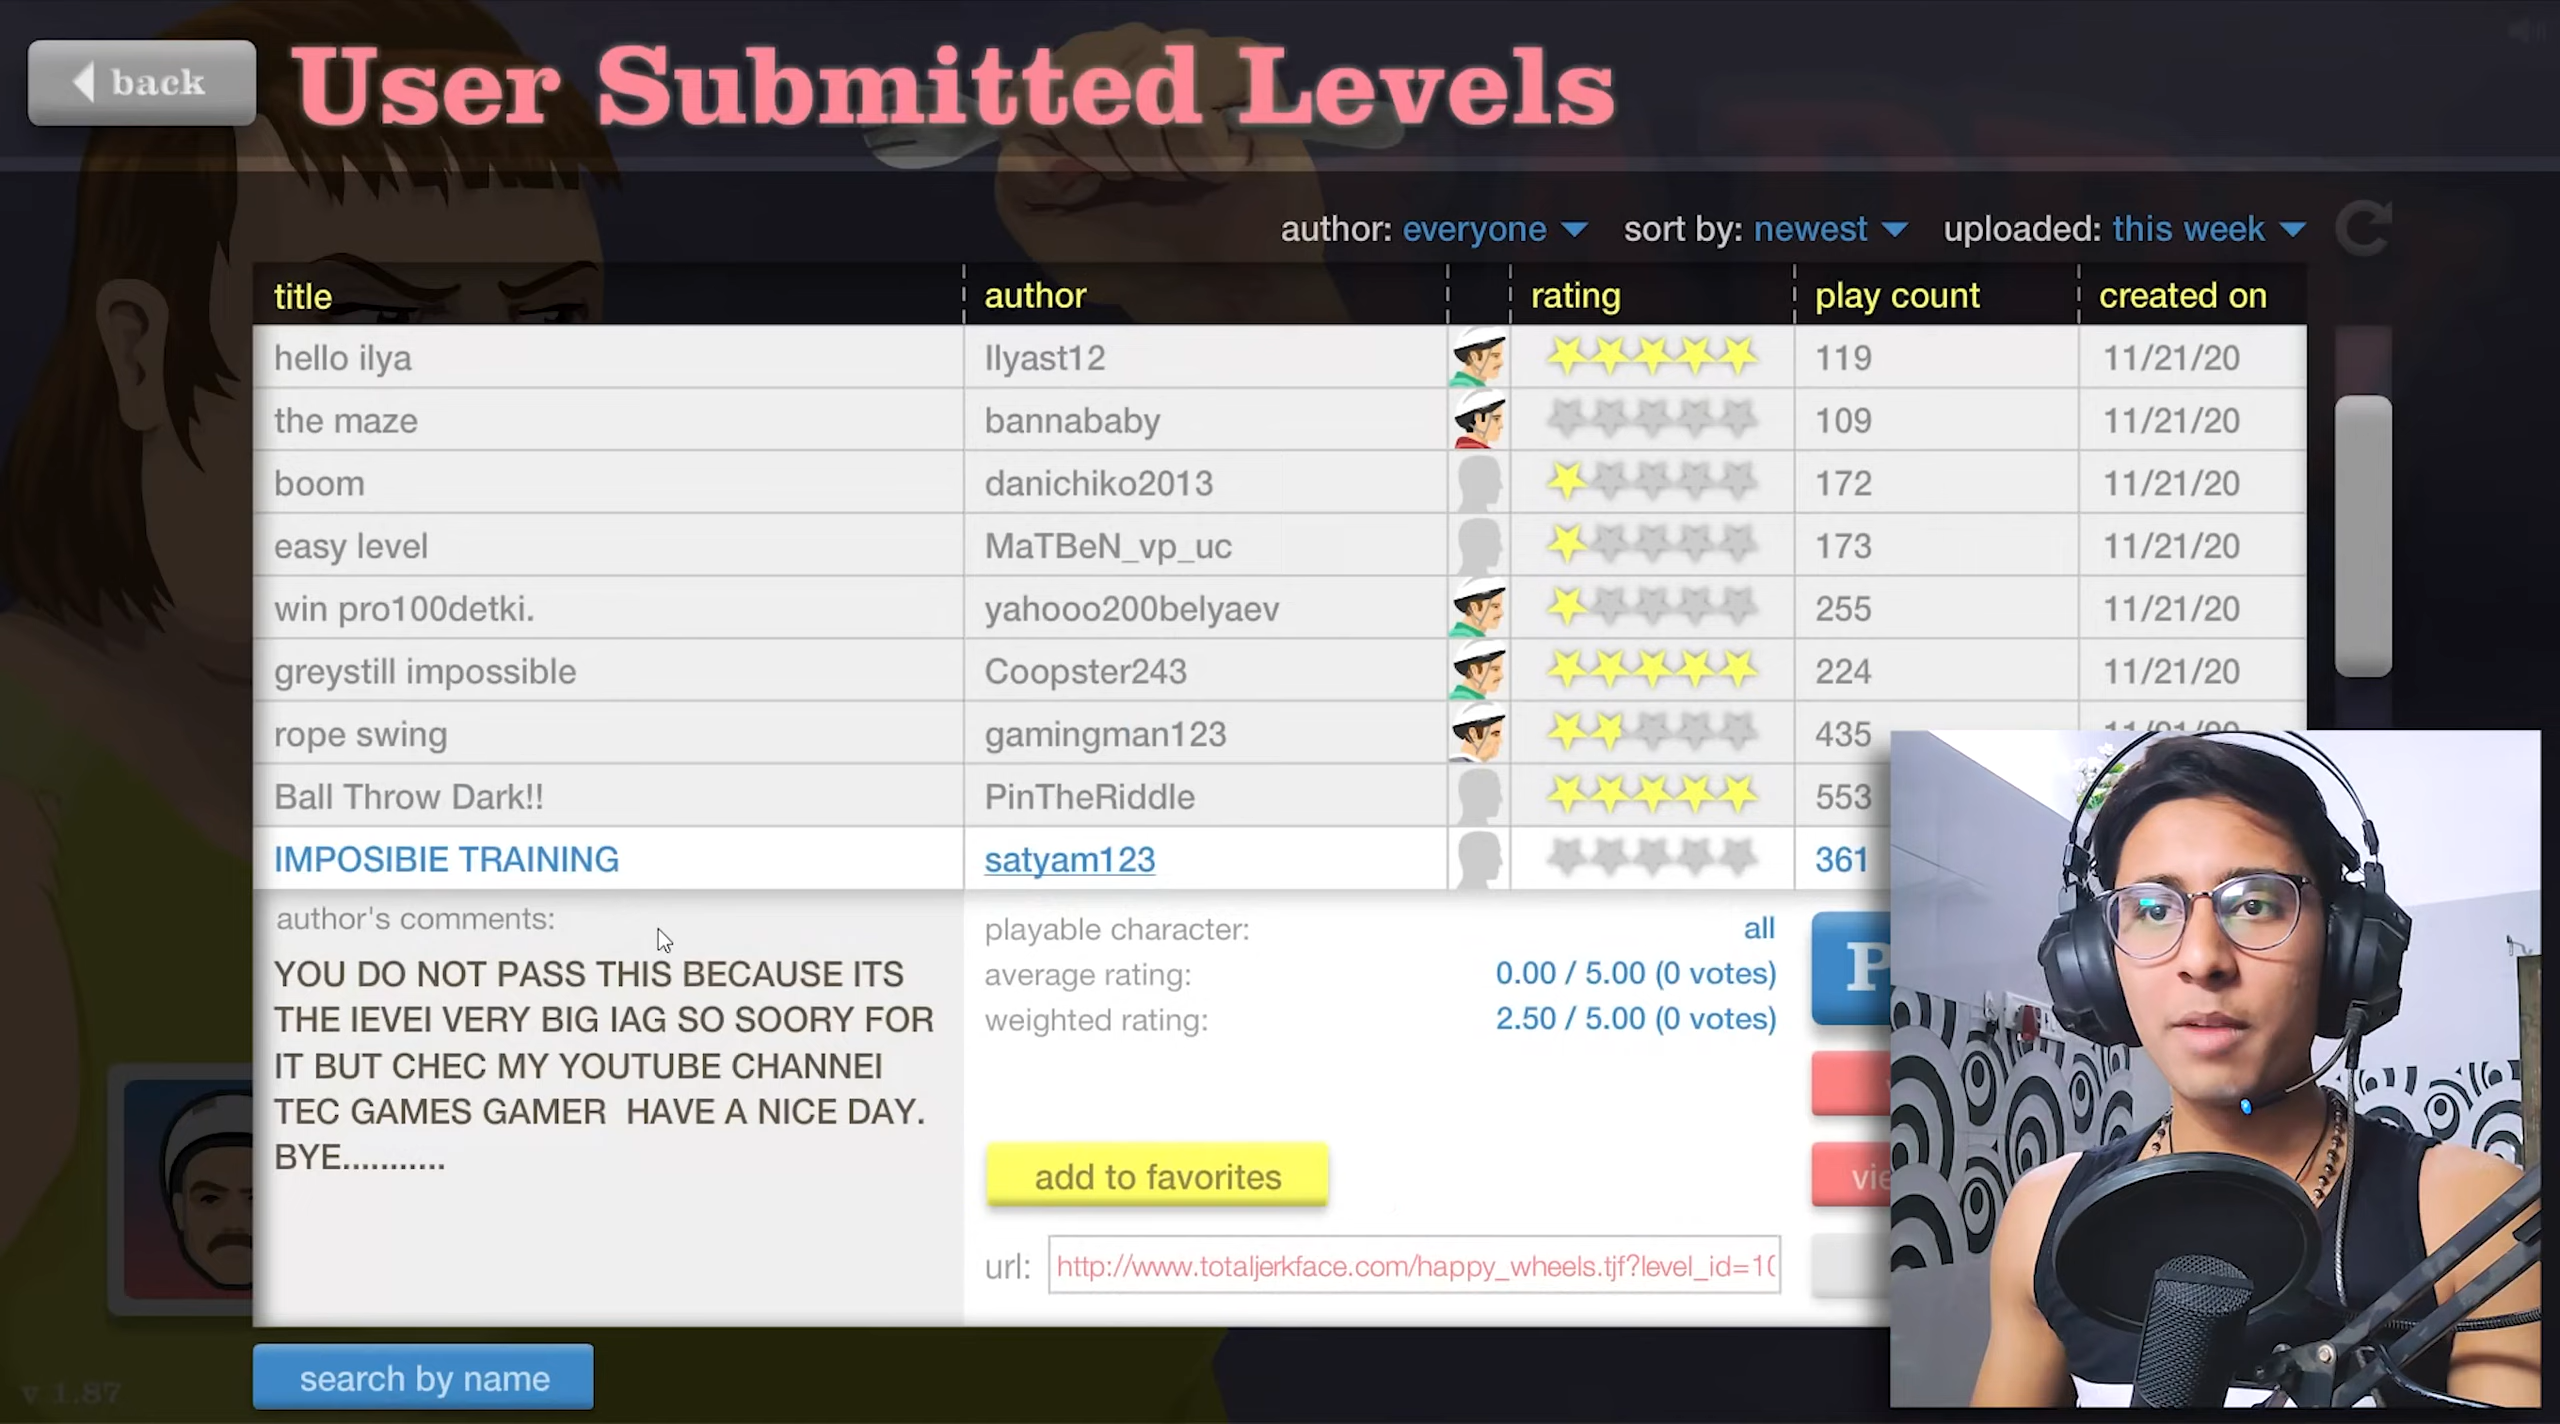 back
User Submitted Levels
author: everyone sort by: newest uploaded: this week
title author rating play count created on
hello ilya Ilyast12 119 11/21/20
the maze bannababy 109 11/21/20
boom danichiko2013 172 11/21/20
easy level MaTBeN_vp_uc 173 11/21/20
win pro100detki. yahooo200belyaev 255 11/21/20
greystill impossible Coopster243 224 11/21/20
rope swing gamingman123 435
Ball Throw Dark!! PinTheRiddle 553
IMPOSIBIE TRAINING satyam123 361
author's comments:
YOU DO NOT PASS THIS BECAUSE ITS
THE IEVEI VERY BIG IAG SO SOORY FOR
IT BUT CHEC MY YOUTUBE CHANNEI
TEC GAMES GAMER HAVE A NICE DAY.
BYE...........
playable character: all
average rating: 0.00 / 5.00 (0 votes)
weighted rating: 2.50 / 5.00 (0 votes)
add to favorites
url: http://www.totaljerkface.com/happy_wheels.tjf?level_id=10
search by name
v 1.87